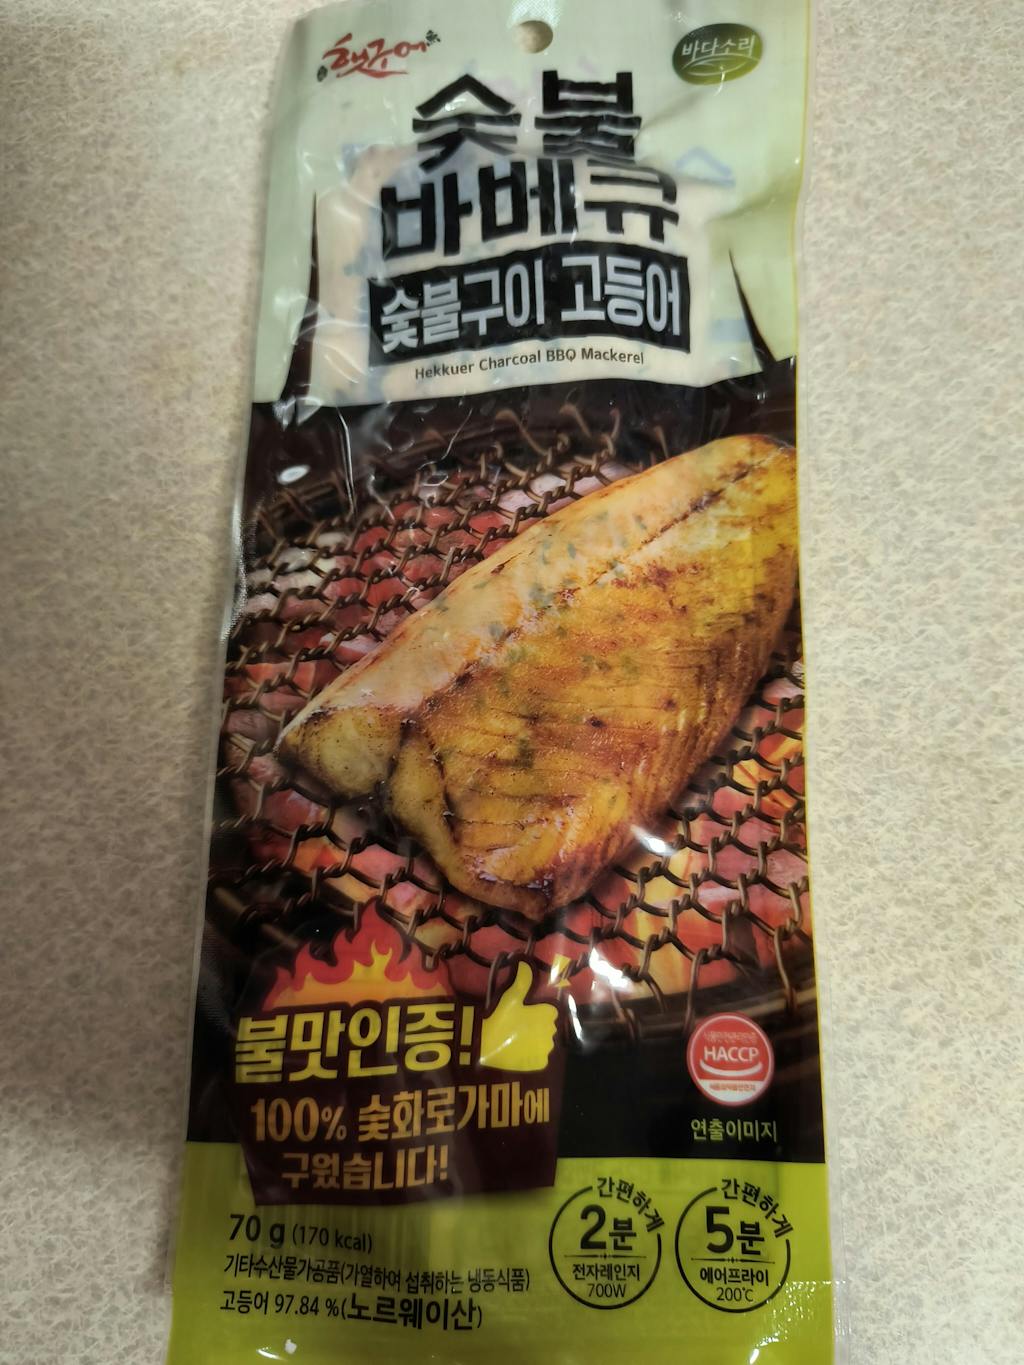 햇구어
바다소리
숯불
바베큐
숯불구이 고등어
Hekkuer Charcoal BBQ Mackerel
불맛인증!
100% 숯화로가마에
구웠습니다!
HACCP
연출이미지
70 g (170 kcal)
기타수산물가공품(가열하여 섭취하는 냉동식품)
고등어 97.84 %(노르웨이산)
간편하게
2분
전자레인지
700W
간편하게
5분
에어프라이
200℃